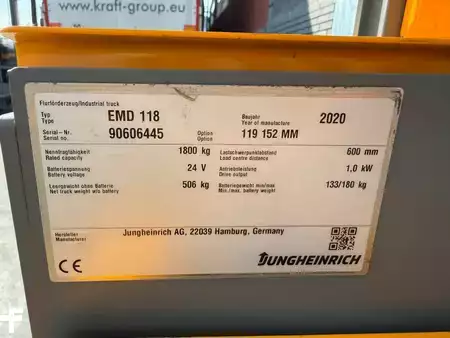 www.kraft-group.eu
Flurförderzeug/Industrial truck
Typ
Type
EMD 118
Baujahr
Year of manufacture
2020
Serial-Nr.
Serial no.
90606445
Option
Option
119 152 MM
Nenntragfähigkeit
Rated capacity
1800 kg
Lastschwerpunktabstand
Load centre distance
600 mm
Batteriespannung
Battery voltage
24 V
Antriebsleistung
Drive output
1,0 kW
Leergewicht ohne Batterie
Net truck weight w/o battery
506 kg
Batteriegewicht min/max
Min./max. battery weight
133/180 kg
Hersteller
Manufacturer
Jungheinrich AG, 22039 Hamburg, Germany
CE
JUNGHEINRICH